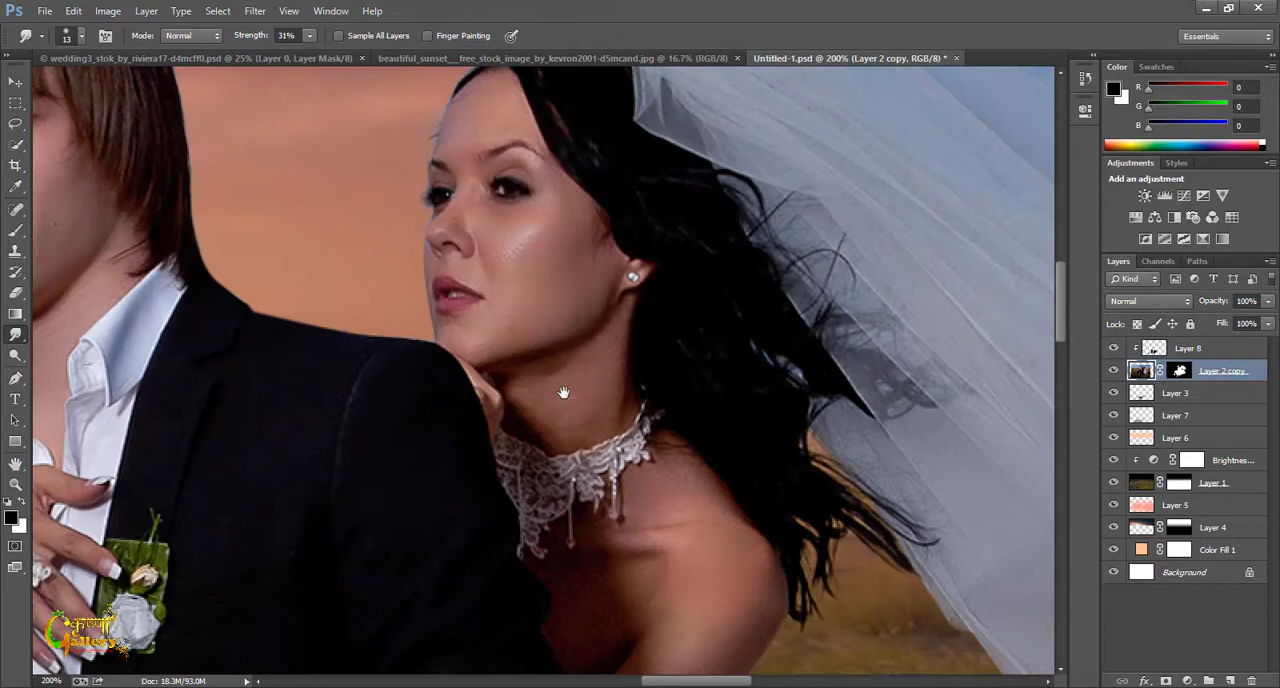 Ps File Edit Image Layer Type Select Filter View Window Help
13 Mode: Normal Strength: 31% Sample All Layers Finger Painting Essentials
wedding3_stok_by_riviera17-d4mcff0.psd @ 25% (Layer 0, Layer Mask/8) × beautiful_sunset__free_stock_image_by_kevron2001-d5mcand.jpg @ 16.7% (RGB/8) × Untitled-1.psd @ 200% (Layer 2 copy, RGB/8) * ×
Color Swatches
R 0
G 0
B 0
Adjustments Styles
Add an adjustment
Layers Channels Paths
Kind
Normal Opacity: 100%
Lock: Fill: 100%
Layer 8
Layer 2 copy
Layer 3
Layer 7
Layer 6
Brightnes...
Layer 1
Layer 5
Layer 4
Color Fill 1
Background
Gallery
200% Doc: 18.3M/93.0M